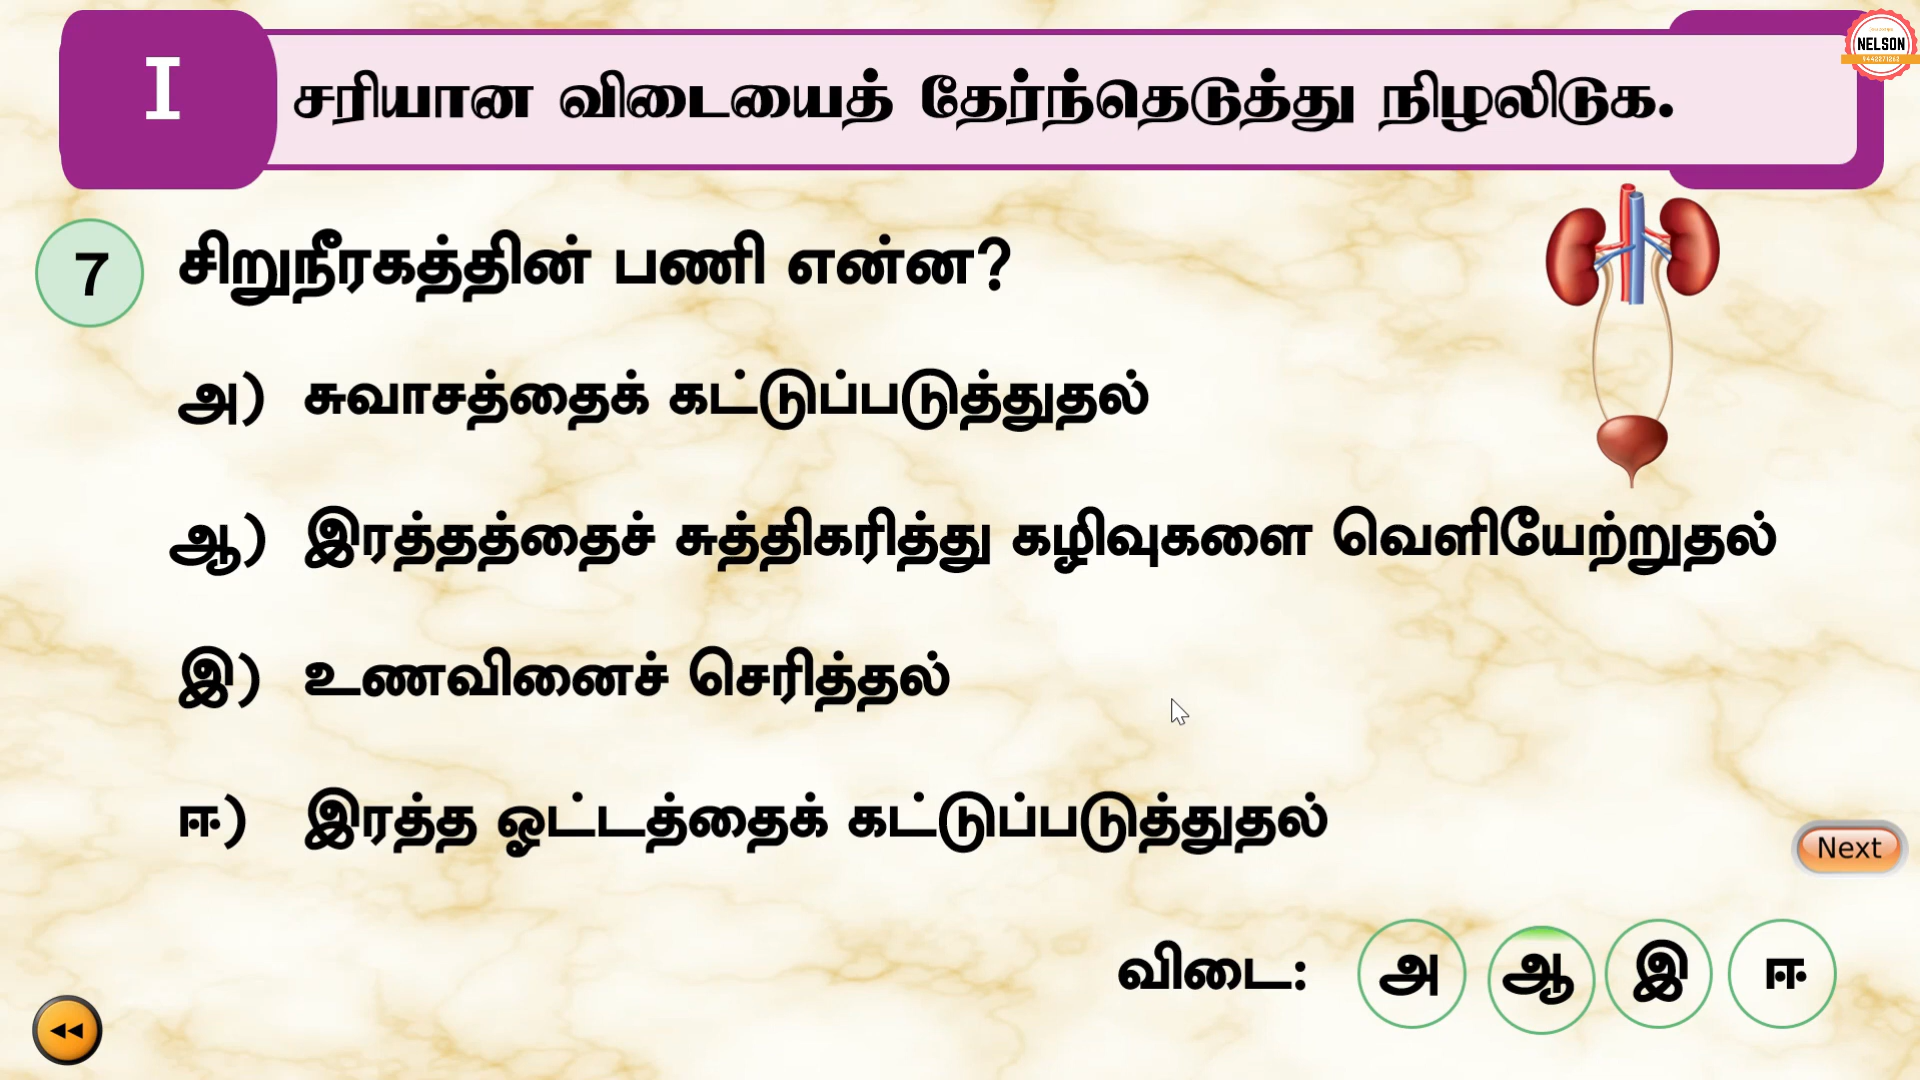 I சரியான விடையைத் தேர்ந்தெடுத்து நிழலிடுக.
NELSON
9442271261
7 சிறுநீரகத்தின் பணி என்ன?
அ) சுவாசத்தைக் கட்டுப்படுத்துதல்
ஆ) இரத்தத்தைச் சுத்திகரித்து கழிவுகளை வெளியேற்றுதல்
இ) உணவினைச் செரித்தல்
ஈ) இரத்த ஓட்டத்தைக் கட்டுப்படுத்துதல்
Next
விடை: அ ஆ இ ஈ